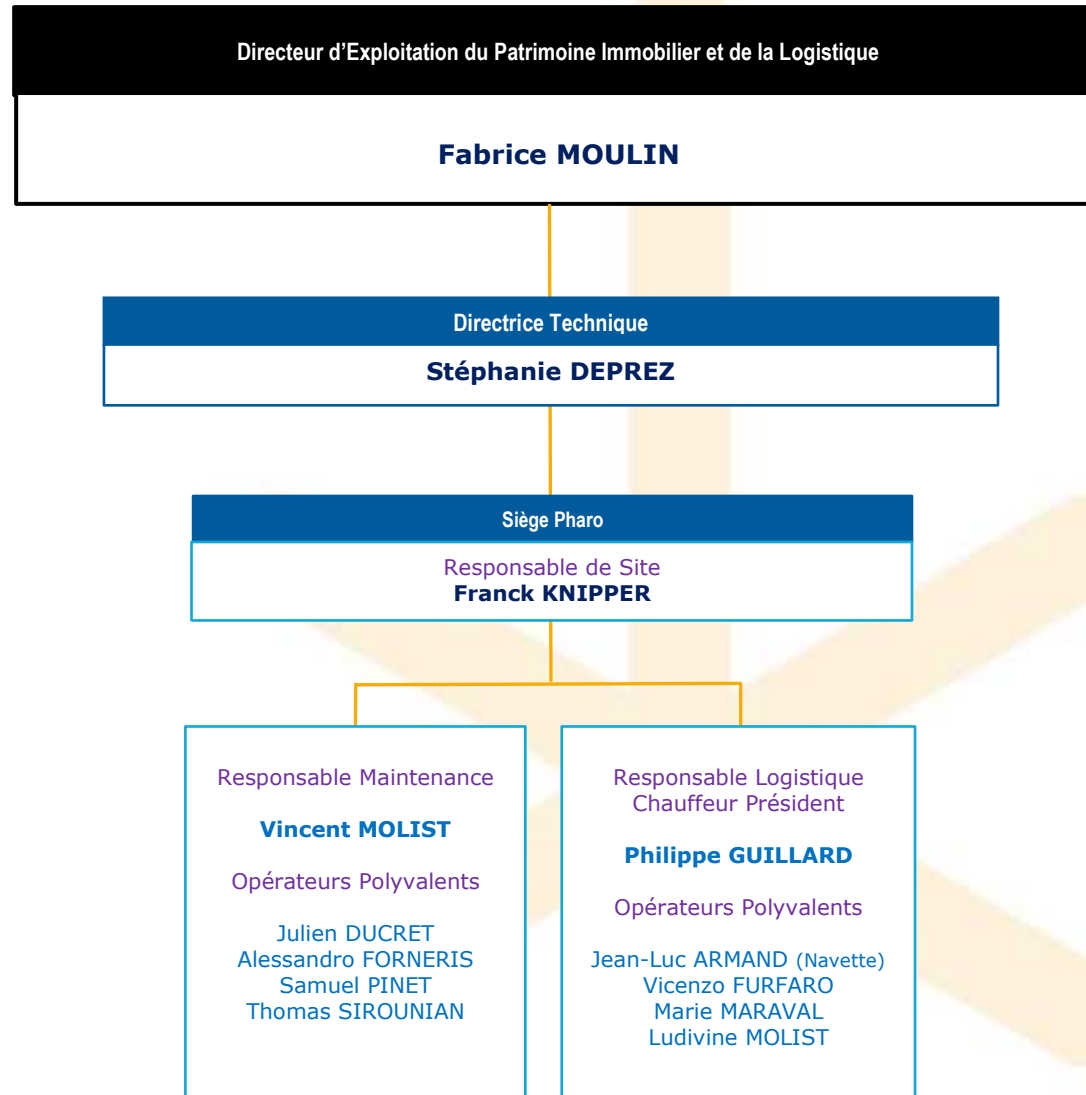 Directeur d’Exploitation du Patrimoine Immobilier et de la Logistique
Fabrice MOULIN
Directrice Technique
Stéphanie DEPREZ
Siège Pharo
Responsable de Site
Franck KNIPPER
Responsable Maintenance
Vincent MOLIST
Opérateurs Polyvalents
Julien DUCRET
Alessandro FORNERIS
Samuel PINET
Thomas SIROUNIAN
Responsable Logistique
Chauffeur Président
Philippe GUILLARD
Opérateurs Polyvalents
Jean-Luc ARMAND (Navette)
Vicenzo FURFARO
Marie MARAVAL
Ludivine MOLIST